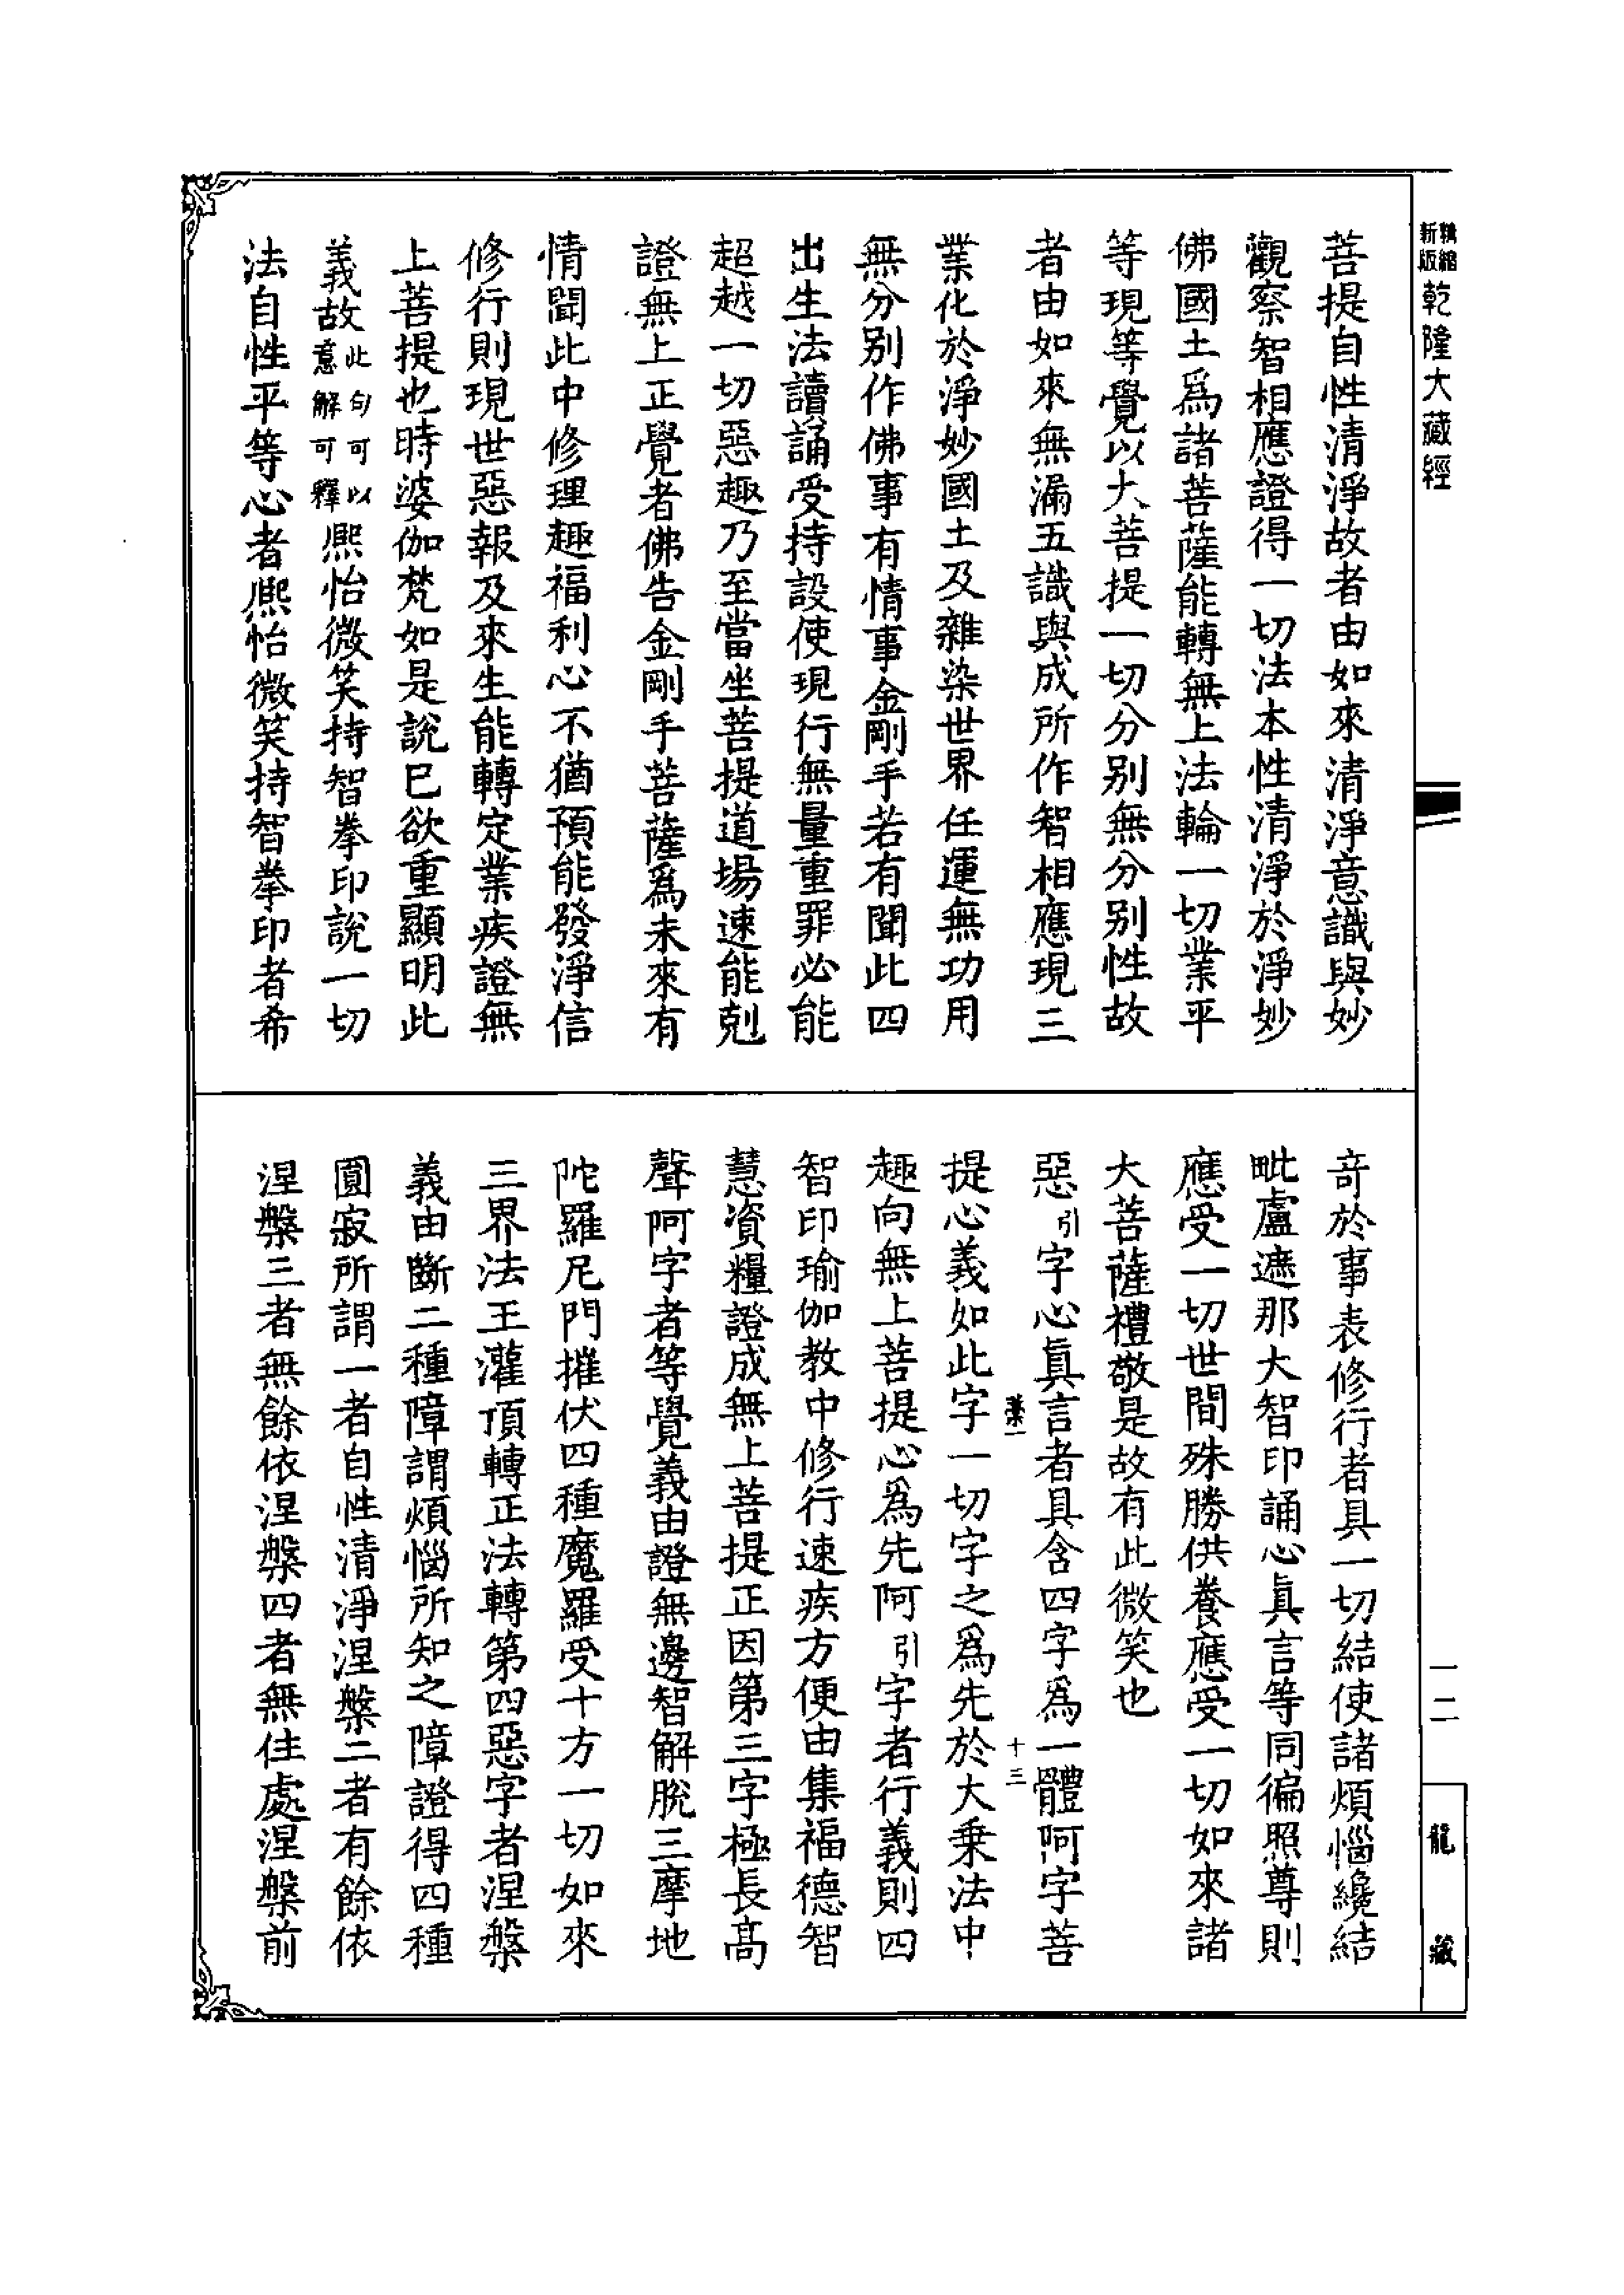 新編縮版乾隆大藏經
菩提自性清淨故者由如來清淨意識與妙
觀察智相應證得一切法本性清淨於淨妙
佛國土爲諸菩薩能轉無上法輪一切業平
等現等覺以大菩提一切分别無分别性故
者由如來無漏五識與成所作智相應現三
業化於淨妙國土及雜染世界任運無功用
無分别作佛事有情事金剛手若有聞此四
出生法讀誦受持設使現行無量重罪必能
超越一切惡趣乃至當坐菩提道場速能剋
證無上正覺者佛告金剛手菩薩爲未來有
情聞此中修理趣福利心不猶預能發淨信
修行則現世惡報及來生能轉定業疾證無
上菩提也時婆伽梵如是說已欲重顯明此
義故此句可以意解可釋熙怡微笑持智拳印說一切
法自性平等心者熙怡微笑持智拳印者希
奇於事表修行者具一切結使諸煩惱纔結
毗盧遮那大智印誦心眞言等同徧照尊則
應受一切世間殊勝供養應受一切如來諸
大菩薩禮敬是故有此微笑也
惡引字心眞言者具含四字爲一體阿字菩
十三
提心義如此字一切字之爲先於大乗法中
趣向無上菩提心爲先阿引字者行義則四
智印瑜伽教中修行速疾方便由集福德智
慧資糧證成無上菩提正因第三字極長高
聲阿字者等覺義由證無邊智解脫三摩地
陀羅尼門摧伏四種魔羅受十方一切如來
三界法王灌頂轉正法轉第四惡字者涅槃
義由斷二種障謂煩惱所知之障證得四種
圓寂所謂一者自性清淨涅槃二者有餘依
涅槃三者無餘依涅槃四者無住處涅槃前
一二
龍藏